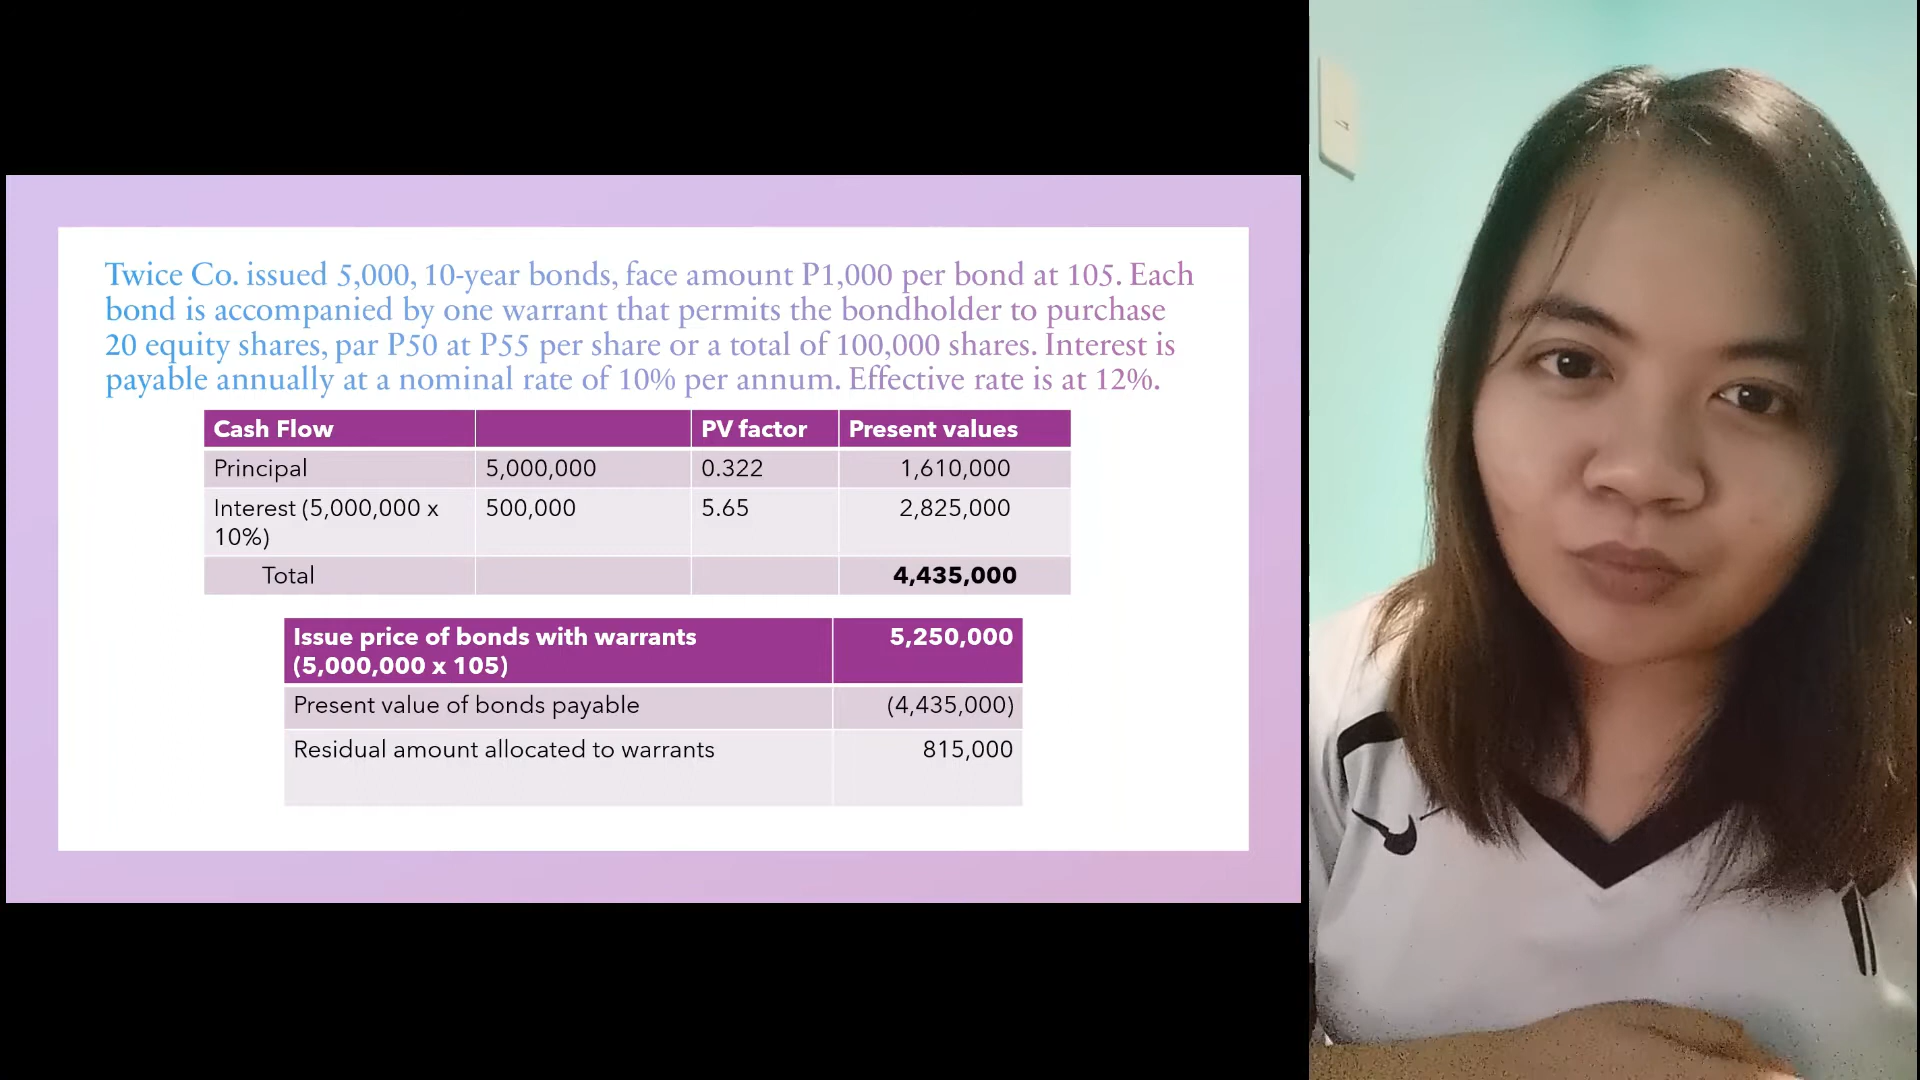 Twice Co. issued 5,000, 10-year bonds, face amount P1,000 per bond at 105. Each
bond is accompanied by one warrant that permits the bondholder to purchase
20 equity shares, par P50 at P55 per share or a total of 100,000 shares. Interest is
payable annually at a nominal rate of 10% per annum. Effective rate is at 12%.
Cash Flow PV factor Present values
Principal 5,000,000 0.322 1,610,000
Interest (5,000,000 x 500,000 5.65 2,825,000
10%)
Total 4,435,000
Issue price of bonds with warrants 5,250,000
(5,000,000 x 105)
Present value of bonds payable (4,435,000)
Residual amount allocated to warrants 815,000